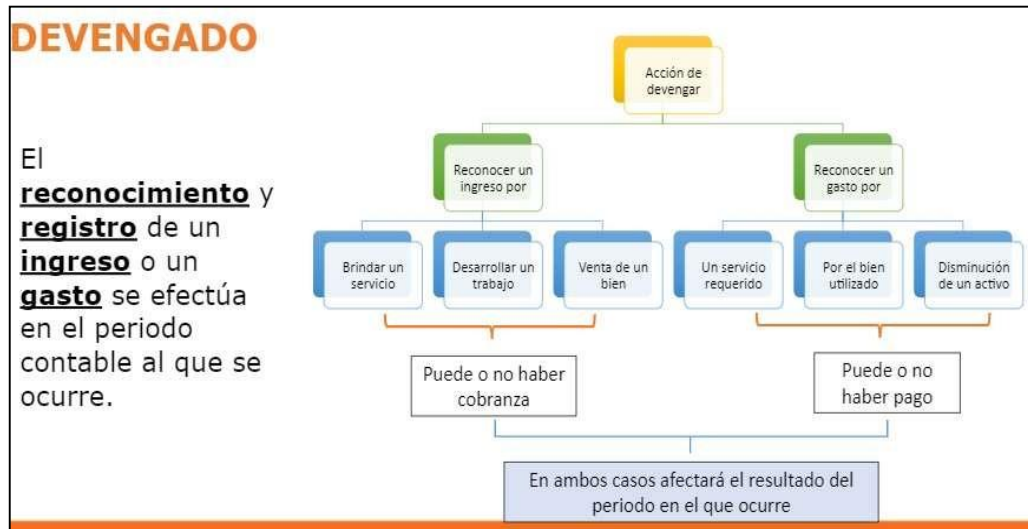 DEVENGADO
El
reconocimiento y
registro de un
ingreso o un
gasto se efectúa
en el periodo
contable al que se
ocurre.
Acción de
devengar
Reconocer un
ingreso por
Reconocer un
gasto por
Brindar un
servicio
Desarrollar un
trabajo
Venta de un
bien
Un servicio
requerido
Por el bien
utilizado
Disminución
de un activo
Puede o no haber
cobranza
Puede o no
haber pago
En ambos casos afectará el resultado del
periodo en el que ocurre